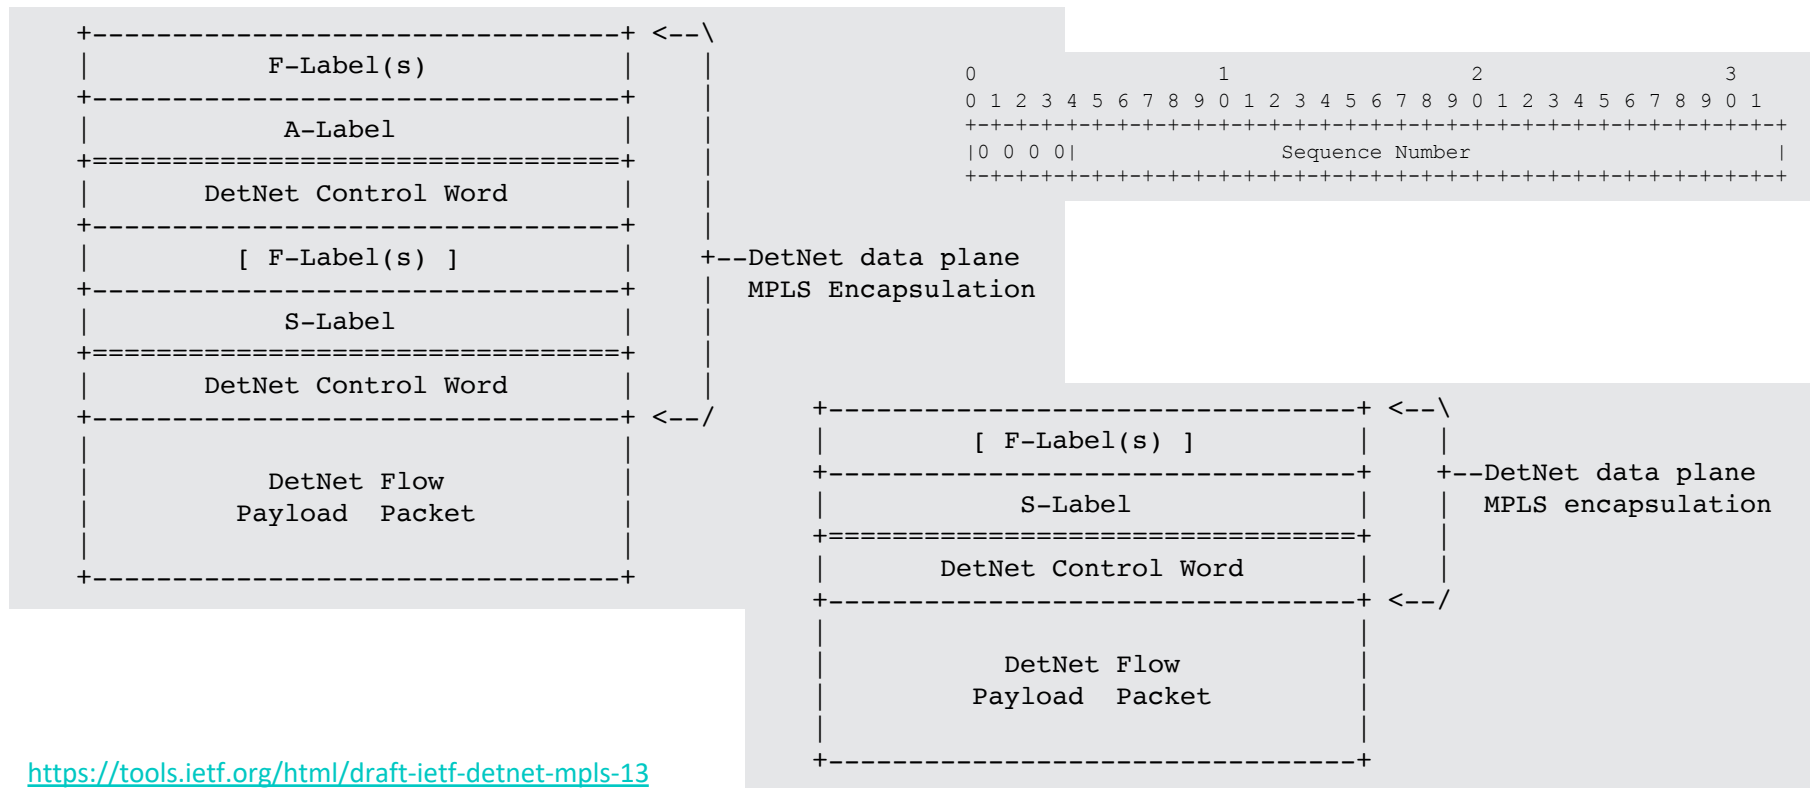 +---------------------------------+ <--\
|           F-Label(s)            |    |
+---------------------------------+    |
|            A-Label              |    |
+=================================+    |
|       DetNet Control Word       |    |
+---------------------------------+    |
|         [ F-Label(s) ]          |    +--DetNet data plane
+---------------------------------+    |  MPLS Encapsulation
|            S-Label              |    |
+=================================+    |
|       DetNet Control Word       |    |
+---------------------------------+ <--/
|                                 |
|           DetNet Flow           |
|         Payload  Packet         |
|                                 |
+---------------------------------+
0                   1                   2                   3
0 1 2 3 4 5 6 7 8 9 0 1 2 3 4 5 6 7 8 9 0 1 2 3 4 5 6 7 8 9 0 1
+-+-+-+-+-+-+-+-+-+-+-+-+-+-+-+-+-+-+-+-+-+-+-+-+-+-+-+-+-+-+-+-+
|0 0 0 0|                Sequence Number                        |
+-+-+-+-+-+-+-+-+-+-+-+-+-+-+-+-+-+-+-+-+-+-+-+-+-+-+-+-+-+-+-+-+
+---------------------------------+ <--\
|         [ F-Label(s) ]          |    |
+---------------------------------+    +--DetNet data plane
|            S-Label              |    |  MPLS encapsulation
+=================================+    |
|       DetNet Control Word       |    |
+---------------------------------+ <--/
|                                 |
|           DetNet Flow           |
|         Payload  Packet         |
|                                 |
+---------------------------------+
https://tools.ietf.org/html/draft-ietf-detnet-mpls-13